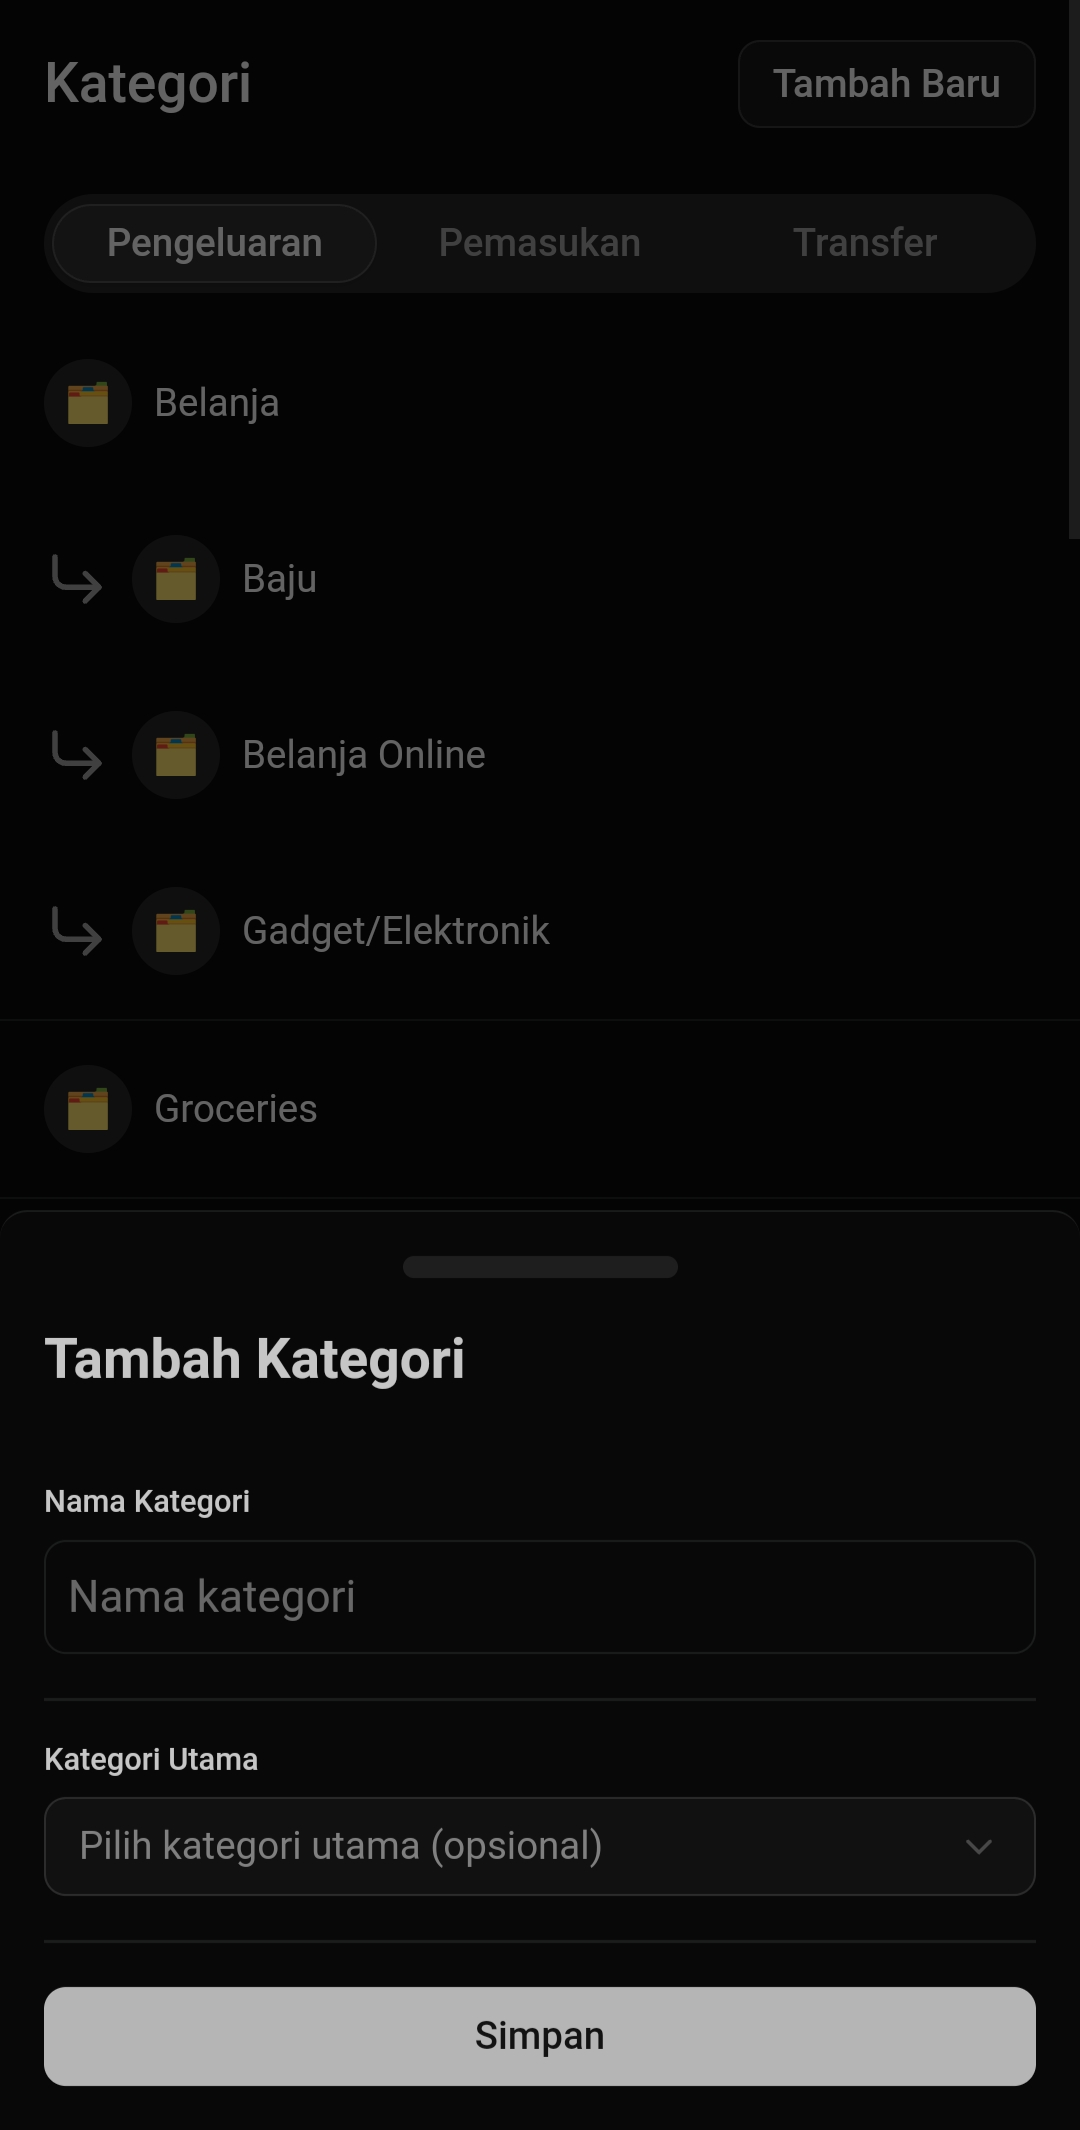 Kategori
Tambah Baru
Pengeluaran
Pemasukan
Transfer
Belanja
Baju
Belanja Online
Gadget/Elektronik
Groceries
Tambah Kategori
Nama Kategori
Nama kategori
Kategori Utama
Pilih kategori utama (opsional)
Simpan